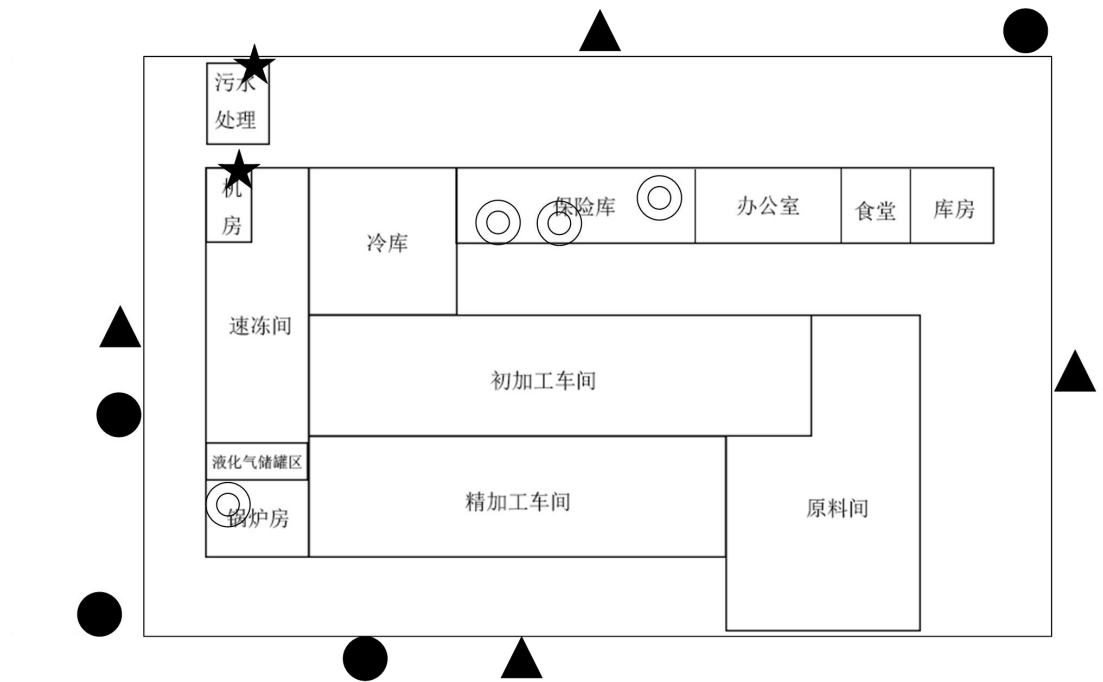 污水
处理
机
房
冷库
保险库
办公室
食堂
库房
速冻间
初加工车间
液化气储罐区
锅炉房
精加工车间
原料间